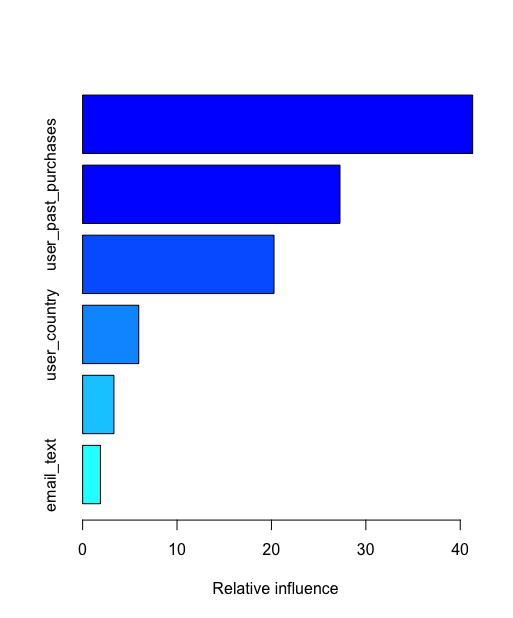 user_past_purchases
user_country
email_text
0 10 20 30 40
Relative influence